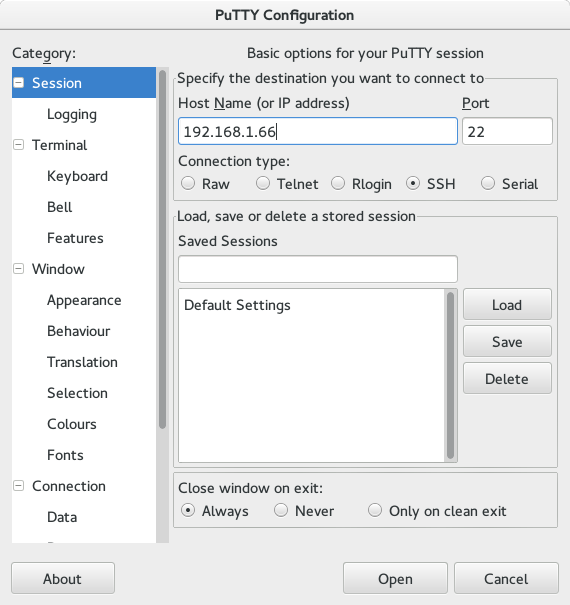 PuTTY Configuration
Category:
Session
Logging
Terminal
Keyboard
Bell
Features
Window
Appearance
Behaviour
Translation
Selection
Colours
Fonts
Connection
Data
Basic options for your PuTTY session
Specify the destination you want to connect to
Host Name (or IP address) Port
192.168.1.66 22
Connection type:
Raw Telnet Rlogin SSH Serial
Load, save or delete a stored session
Saved Sessions
Default Settings
Load
Save
Delete
Close window on exit:
Always Never Only on clean exit
About Open Cancel